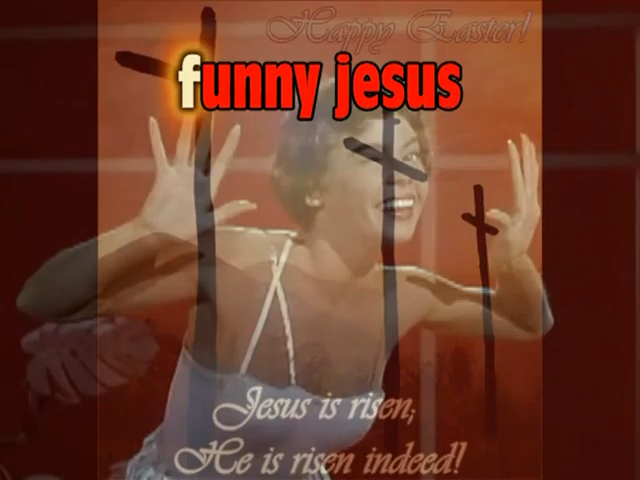 Happy Easter!
funny jesus
Jesus is risen;
He is risen indeed!